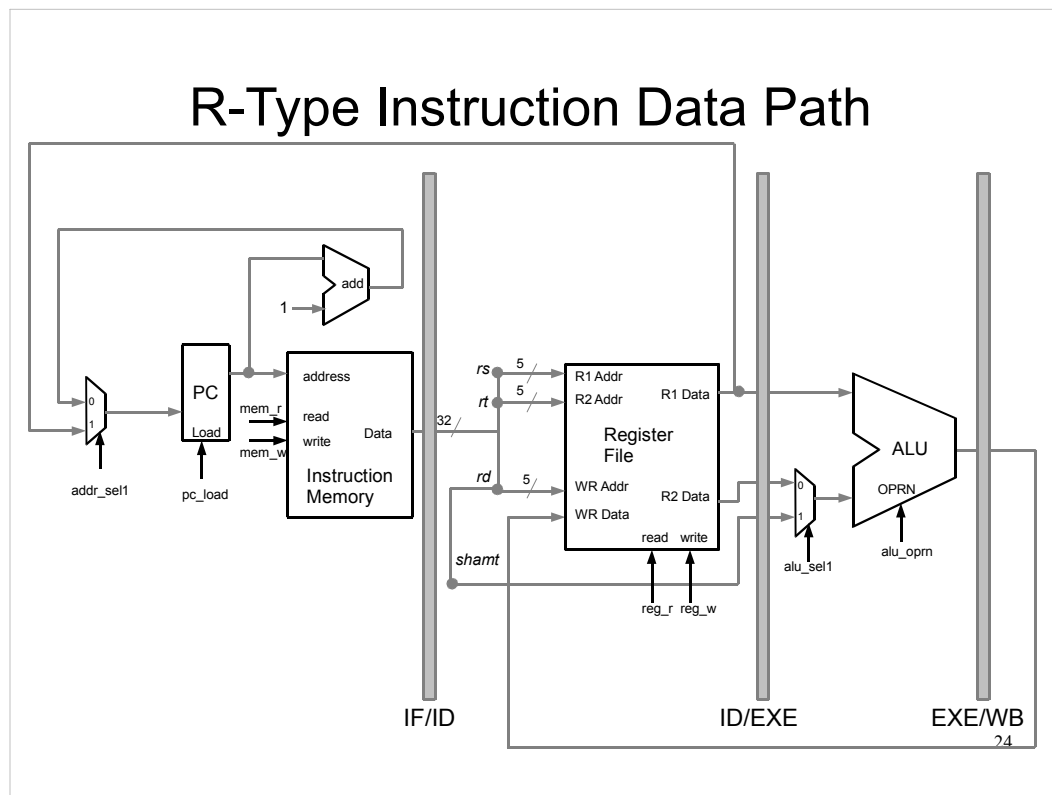 R-Type Instruction Data Path
add
1
PC
Load
0
1
addr_sel1
pc_load
mem_r
mem_w
address
read
write
Data
Instruction
Memory
32
rs
rt
rd
shamt
5
5
5
R1 Addr
R2 Addr
R1 Data
Register
File
WR Addr
WR Data
R2 Data
read write
reg_r reg_w
0
1
alu_sel1
ALU
OPRN
alu_oprn
IF/ID
ID/EXE
EXE/WB
24